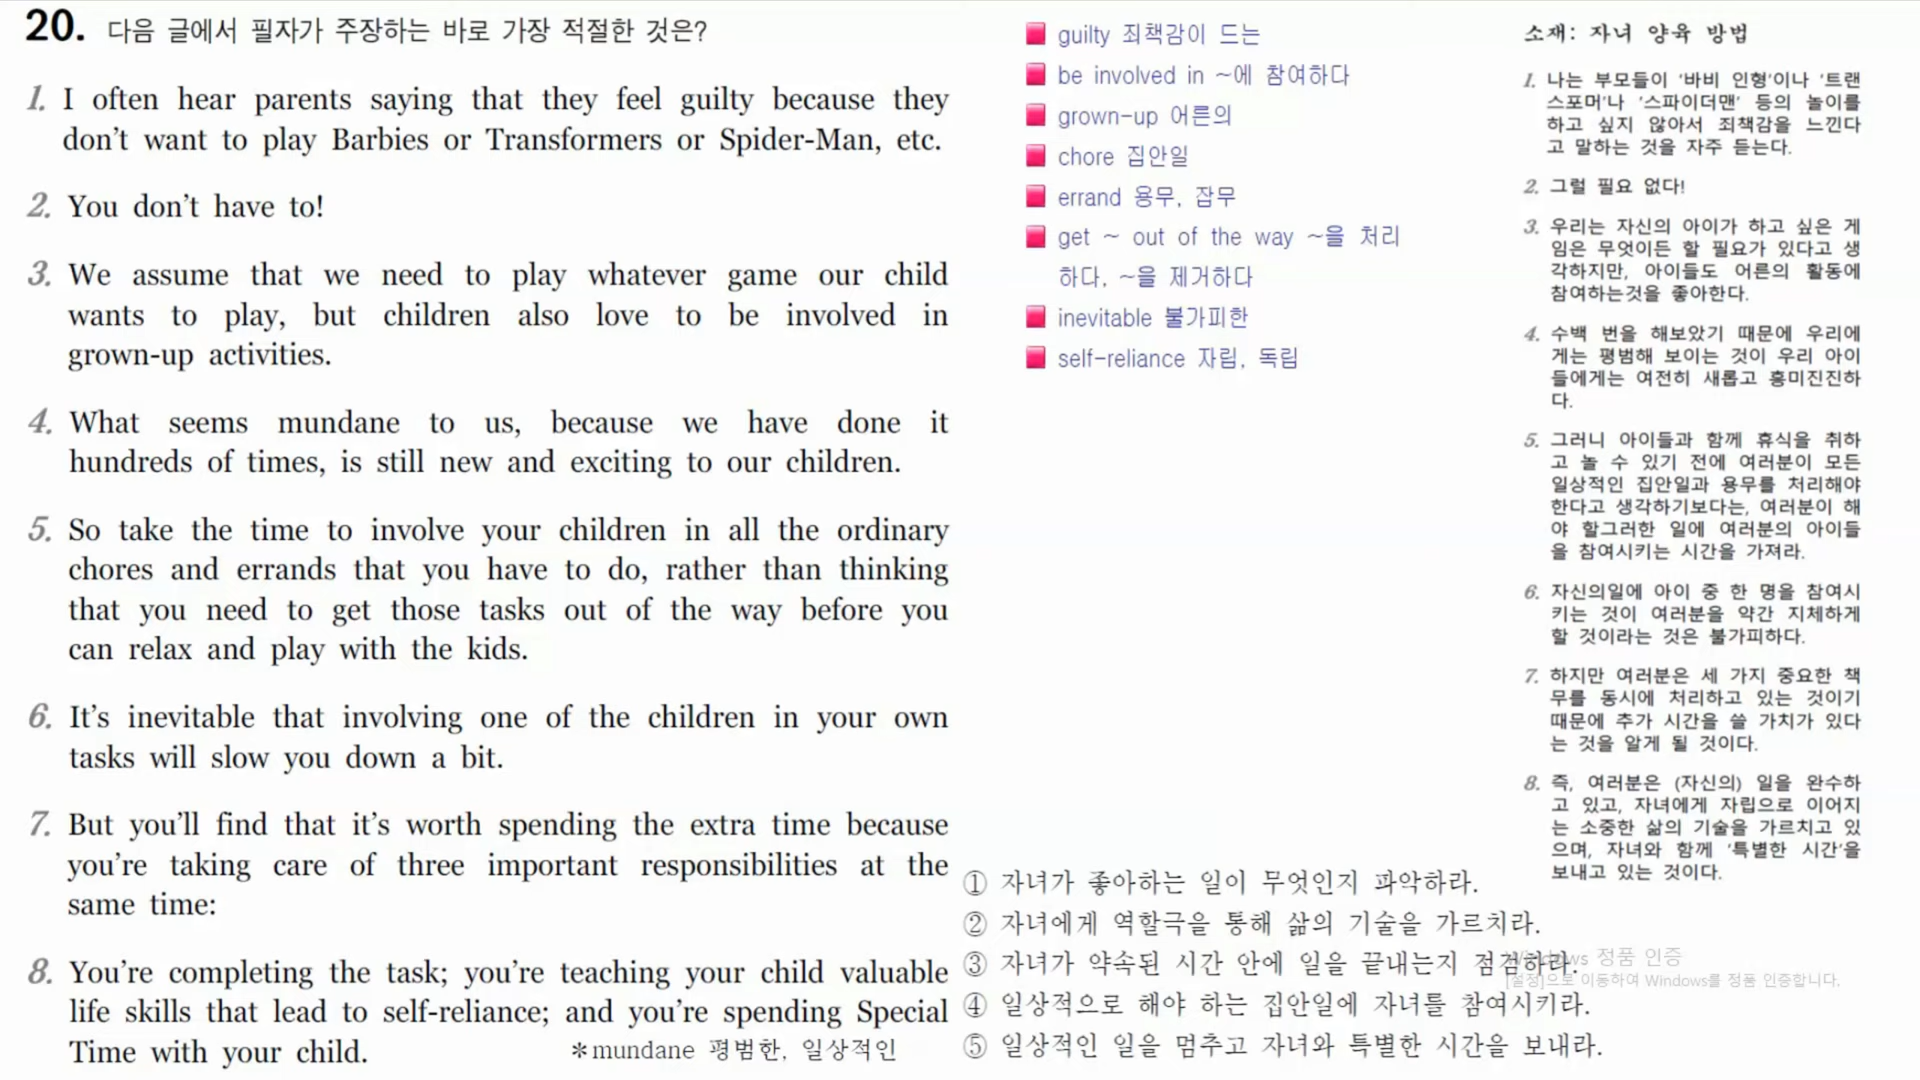 20. 다음 글에서 필자가 주장하는 바로 가장 적절한 것은?
1. I often hear parents saying that they feel guilty because they
don't want to play Barbies or Transformers or Spider-Man, etc.
2. You don't have to!
3. We assume that we need to play whatever game our child
wants to play, but children also love to be involved in
grown-up activities.
4. What seems mundane to us, because we have done it
hundreds of times, is still new and exciting to our children.
5. So take the time to involve your children in all the ordinary
chores and errands that you have to do, rather than thinking
that you need to get those tasks out of the way before you
can relax and play with the kids.
6. It's inevitable that involving one of the children in your own
tasks will slow you down a bit.
7. But you'll find that it's worth spending the extra time because
you're taking care of three important responsibilities at the
same time:
8. You're completing the task; you're teaching your child valuable
life skills that lead to self-reliance; and you're spending Special
Time with your child.
*mundane 평범한, 일상적인
guilty 죄책감이 드는
be involved in ~에 참여하다
grown-up 어른의
chore 집안일
errand 용무, 잡무
get ~ out of the way ~을 처리
하다, ~을 제거하다
inevitable 불가피한
self-reliance 자립, 독립
① 자녀가 좋아하는 일이 무엇인지 파악하라.
② 자녀에게 역할극을 통해 삶의 기술을 가르치라.
③ 자녀가 약속된 시간 안에 일을 끝내는지 점검하라.
④ 일상적으로 해야 하는 집안일에 자녀를 참여시키라.
⑤ 일상적인 일을 멈추고 자녀와 특별한 시간을 보내라.
소재: 자녀 양육 방법
1. 나는 부모들이 '바비 인형'이나 '트랜
스포머'나 '스파이더맨' 등의 놀이를
하고 싶지 않아서 죄책감을 느낀다
고 말하는 것을 자주 듣는다.
2. 그럴 필요 없다!
3. 우리는 자신의 아이가 하고 싶은 게
임은 무엇이든 할 필요가 있다고 생
각하지만, 아이들도 어른의 활동에
참여하는것을 좋아한다.
4. 수백 번을 해보았기 때문에 우리에
게는 평범해 보이는 것이 우리 아이
들에게는 여전히 새롭고 흥미진진하
다.
5. 그러니 아이들과 함께 휴식을 취하
고 놀 수 있기 전에 여러분이 모든
일상적인 집안일과 용무를 처리해야
한다고 생각하기보다는, 여러분이 해
야 할그러한 일에 여러분의 아이들
을 참여시키는 시간을 가져라.
6. 자신의일에 아이 중 한 명을 참여시
키는 것이 여러분을 약간 지체하게
할 것이라는 것은 불가피하다.
7. 하지만 여러분은 세 가지 중요한 책
무를 동시에 처리하고 있는 것이기
때문에 추가 시간을 쓸 가치가 있다
는 것을 알게 될 것이다.
8. 즉, 여러분은 (자신의) 일을 완수하
고 있고, 자녀에게 자립으로 이어지
는 소중한 삶의 기술을 가르치고 있
으며, 자녀와 함께 '특별한 시간'을
보내고 있는 것이다.
Windows 정품 인증
[설정]으로 이동하여 Windows를 정품 인증합니다.